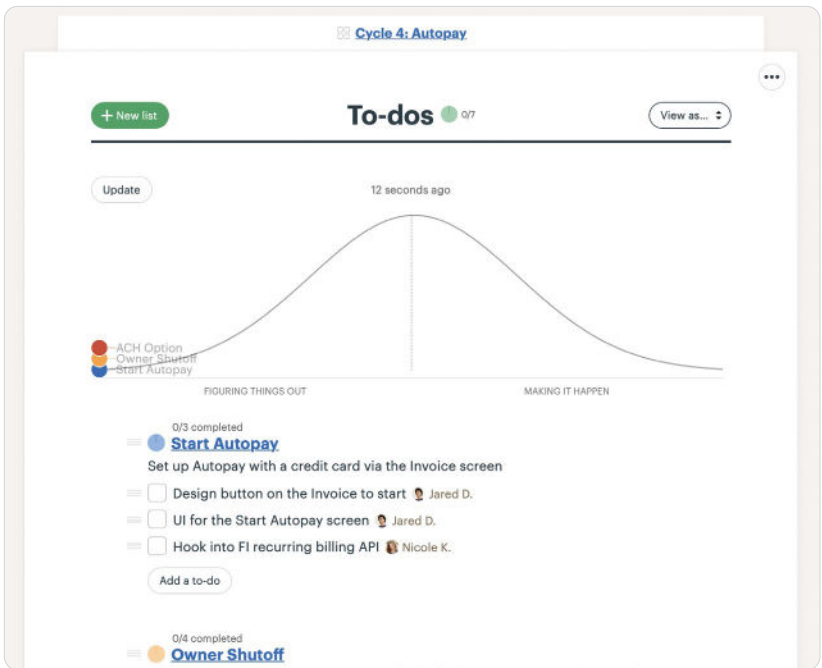 Cycle 4: Autopay
+ New list
To-dos 0/7
View as...
Update
12 seconds ago
ACH Option
Owner Shutoff
Start Autopay
FIGURING THINGS OUT
MAKING IT HAPPEN
0/3 completed
Start Autopay
Set up Autopay with a credit card via the Invoice screen
Design button on the Invoice to start Jared D.
UI for the Start Autopay screen Jared D.
Hook into FI recurring billing API Nicole K.
Add a to-do
0/4 completed
Owner Shutoff